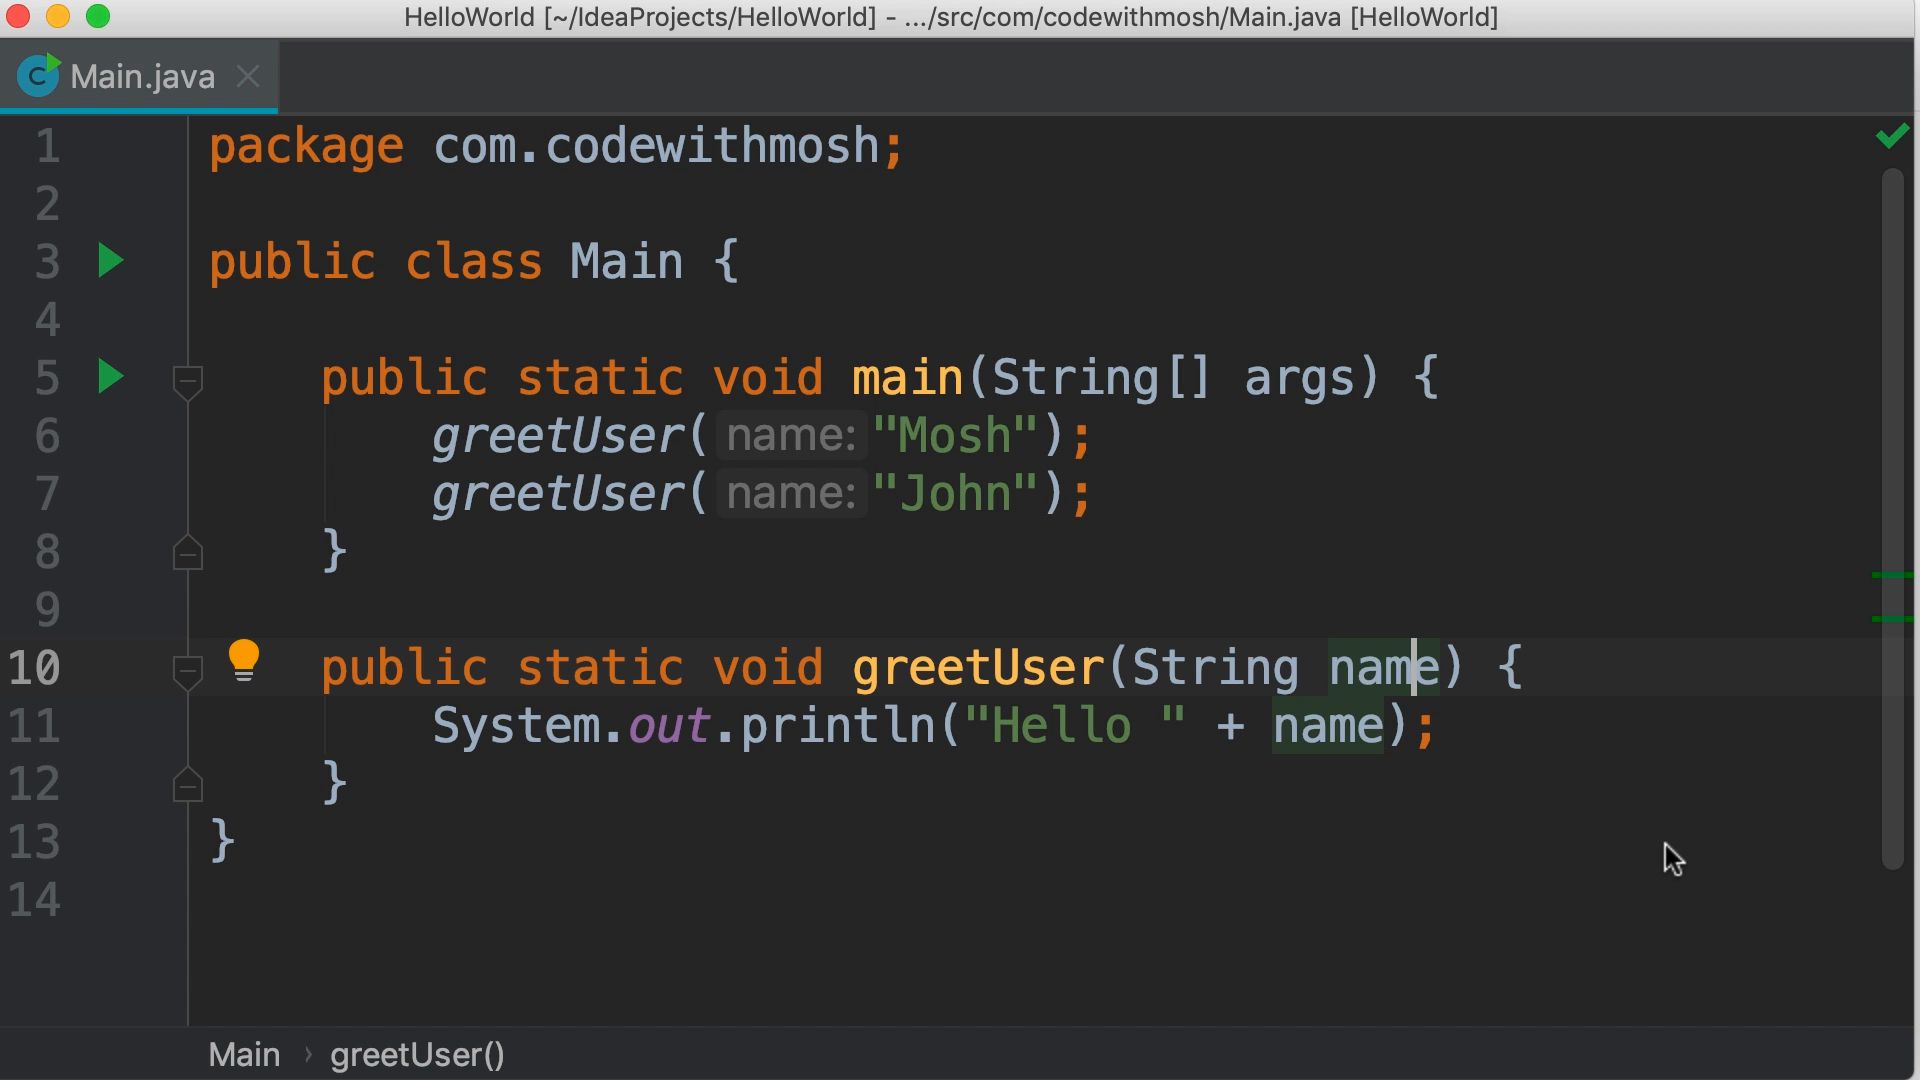 HelloWorld [~/IdeaProjects/HelloWorld] - .../src/com/codewithmosh/Main.java [HelloWorld]
C Main.java
1 package com.codewithmosh;
2
3 public class Main {
4
5     public static void main(String[] args) {
6         greetUser( name: "Mosh");
7         greetUser( name: "John");
8     }
9
10     public static void greetUser(String name) {
11         System.out.println("Hello " + name);
12     }
13 }
14
Main › greetUser()